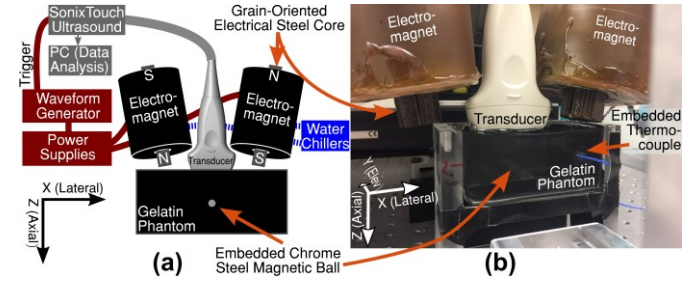 SonixTouch
Ultrasound
PC (Data
Analysis)
Trigger
Waveform
Generator
Power
Supplies
S
Electro-
magnet
N
N
Electro-
magnet
S
Transducer
Water
Chillers
Grain-Oriented
Electrical Steel Core
X (Lateral)
Z (Axial)
Gelatin
Phantom
Embedded Chrome
Steel Magnetic Ball
(a)
Electro-
magnet
Electro-
magnet
Transducer
Embedded
Thermo-
couple
Gelatin
Phantom
Y (Elev)
X (Lateral)
Z (Axial)
(b)